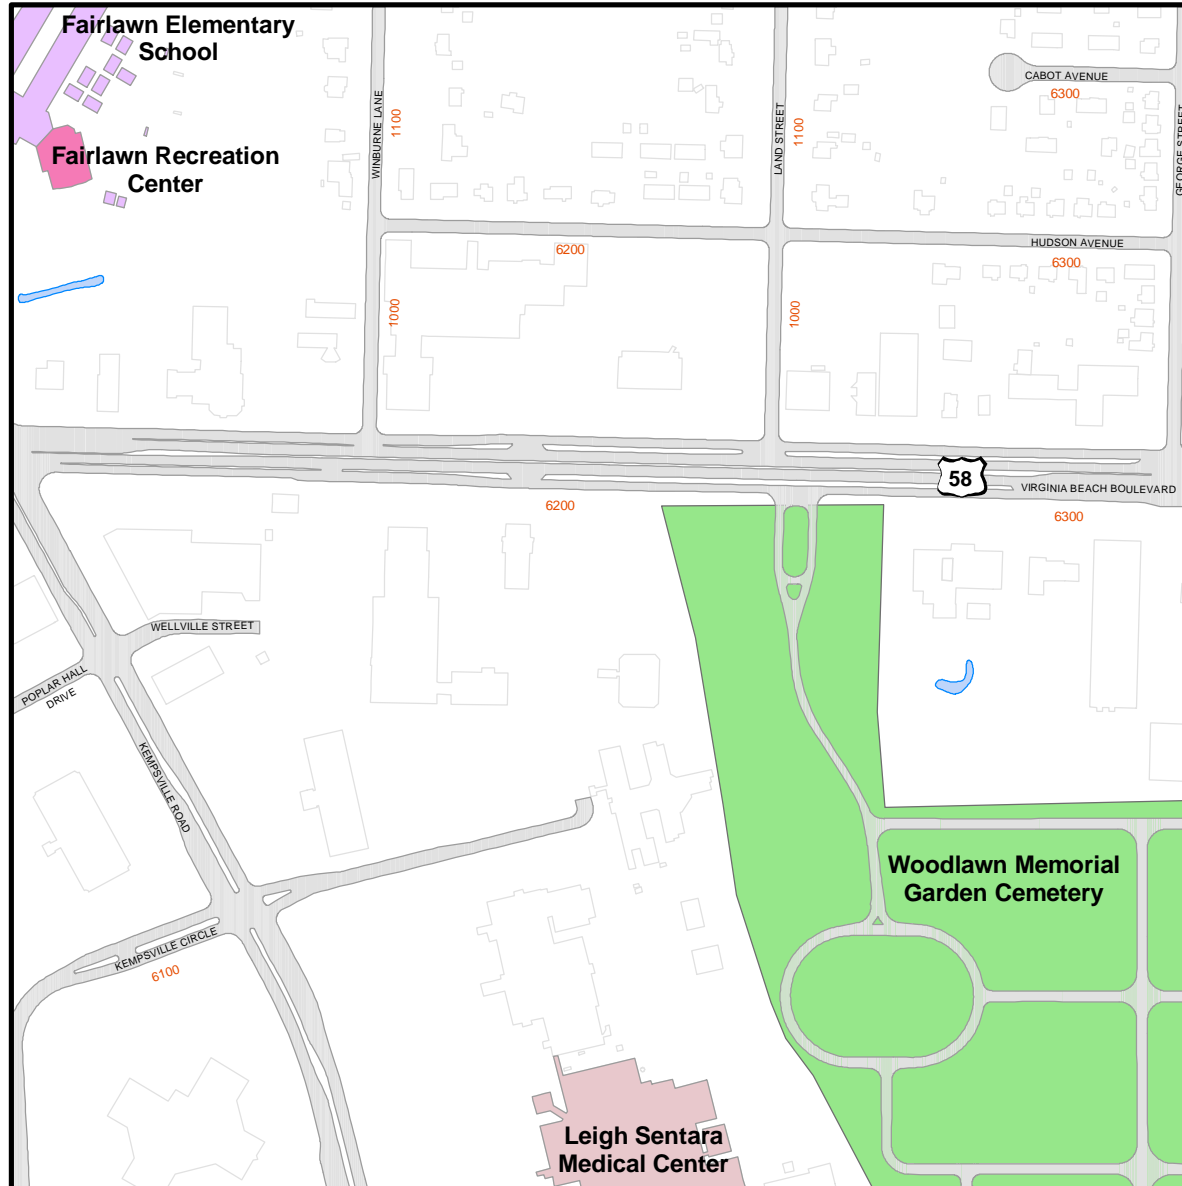 Fairlawn Elementary
School
CABOT AVENUE
6300
WINBURNE LANE
1100
LAND STREET
1100
GEORGE STREET
Fairlawn Recreation
Center
HUDSON AVENUE
6200
6300
1000
1000
58
VIRGINIA BEACH BOULEVARD
6200
6300
WELLVILLE STREET
POPLAR HALL
DRIVE
KEMPSVILLE ROAD
Woodlawn Memorial
Garden Cemetery
KEMPSVILLE CIRCLE
6100
Leigh Sentara
Medical Center